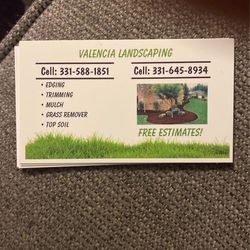 VALENCIA LANDSCAPING
Cell: 331-588-1851 Cell: 331-645-8934
• EDGING
• TRIMMING
• MULCH
• GRASS REMOVER
• TOP SOIL
FREE ESTIMATES!